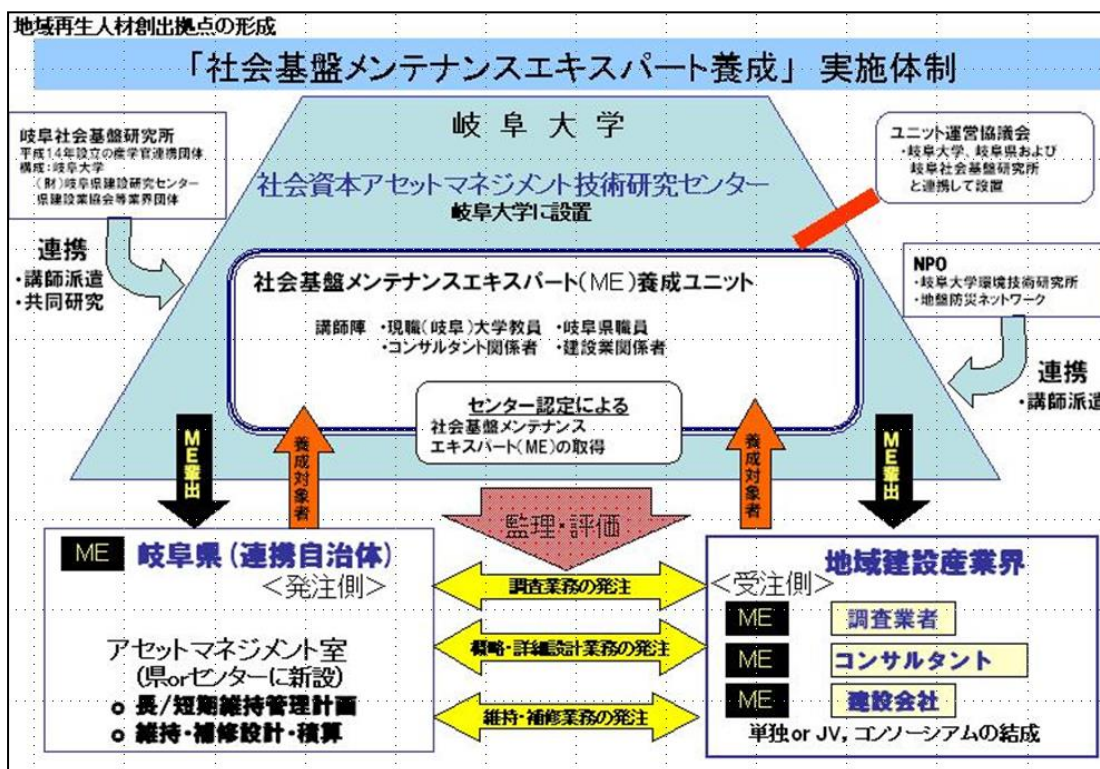 地域再生人材創出拠点の形成
「社会基盤メンテナンスエキスパート養成」 実施体制
岐阜社会基盤研究所
平成14年設立の産学官連携団体
構成：岐阜大学
（財）岐阜県建設研究センター
県建設業協会等業界団体
連携
・講師派遣
・共同研究
岐 阜 大 学
社会資本アセットマネジメント技術研究センター
岐阜大学に設置
ユニット運営協議会
・岐阜大学、岐阜県および
岐阜社会基盤研究所
と連携して設置
NPO
・岐阜大学環境技術研究所
・地盤防災ネットワーク
連携
・講師派遣
社会基盤メンテナンスエキスパート（ME）養成ユニット
講師陣 ・現職（岐阜）大学教員 ・岐阜県職員
・コンサルタント関係者 ・建設業関係者
センター認定による
社会基盤メンテナンス
エキスパート（ME）の取得
ME輩出
養成対象者
養成対象者
ME輩出
監理・評価
ME 岐阜県（連携自治体）
＜発注側＞
アセットマネジメント室
（県orセンターに新設）
o 長/短期維持管理計画
o 維持・補修設計・積算
調査業務の発注
概略・詳細設計業務の発注
維持・補修業務の発注
地域建設産業界
＜受注側＞
ME 調査業者
ME コンサルタント
ME 建設会社
単独or JV，コンソーシアムの結成